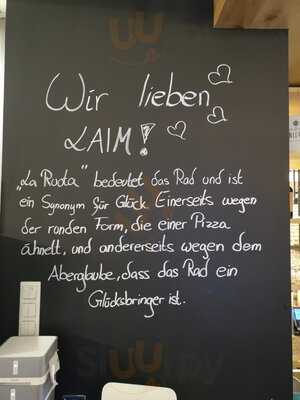 Wir lieben
LAIM!
„La Ruota" bedeutet das Rad und ist
ein Synonym für Glück Einerseits wegen
der runden Form, die einer Pizza
ähnelt, und andererseits wegen dem
Aberglaube, dass das Rad ein
Glücksbringer ist.